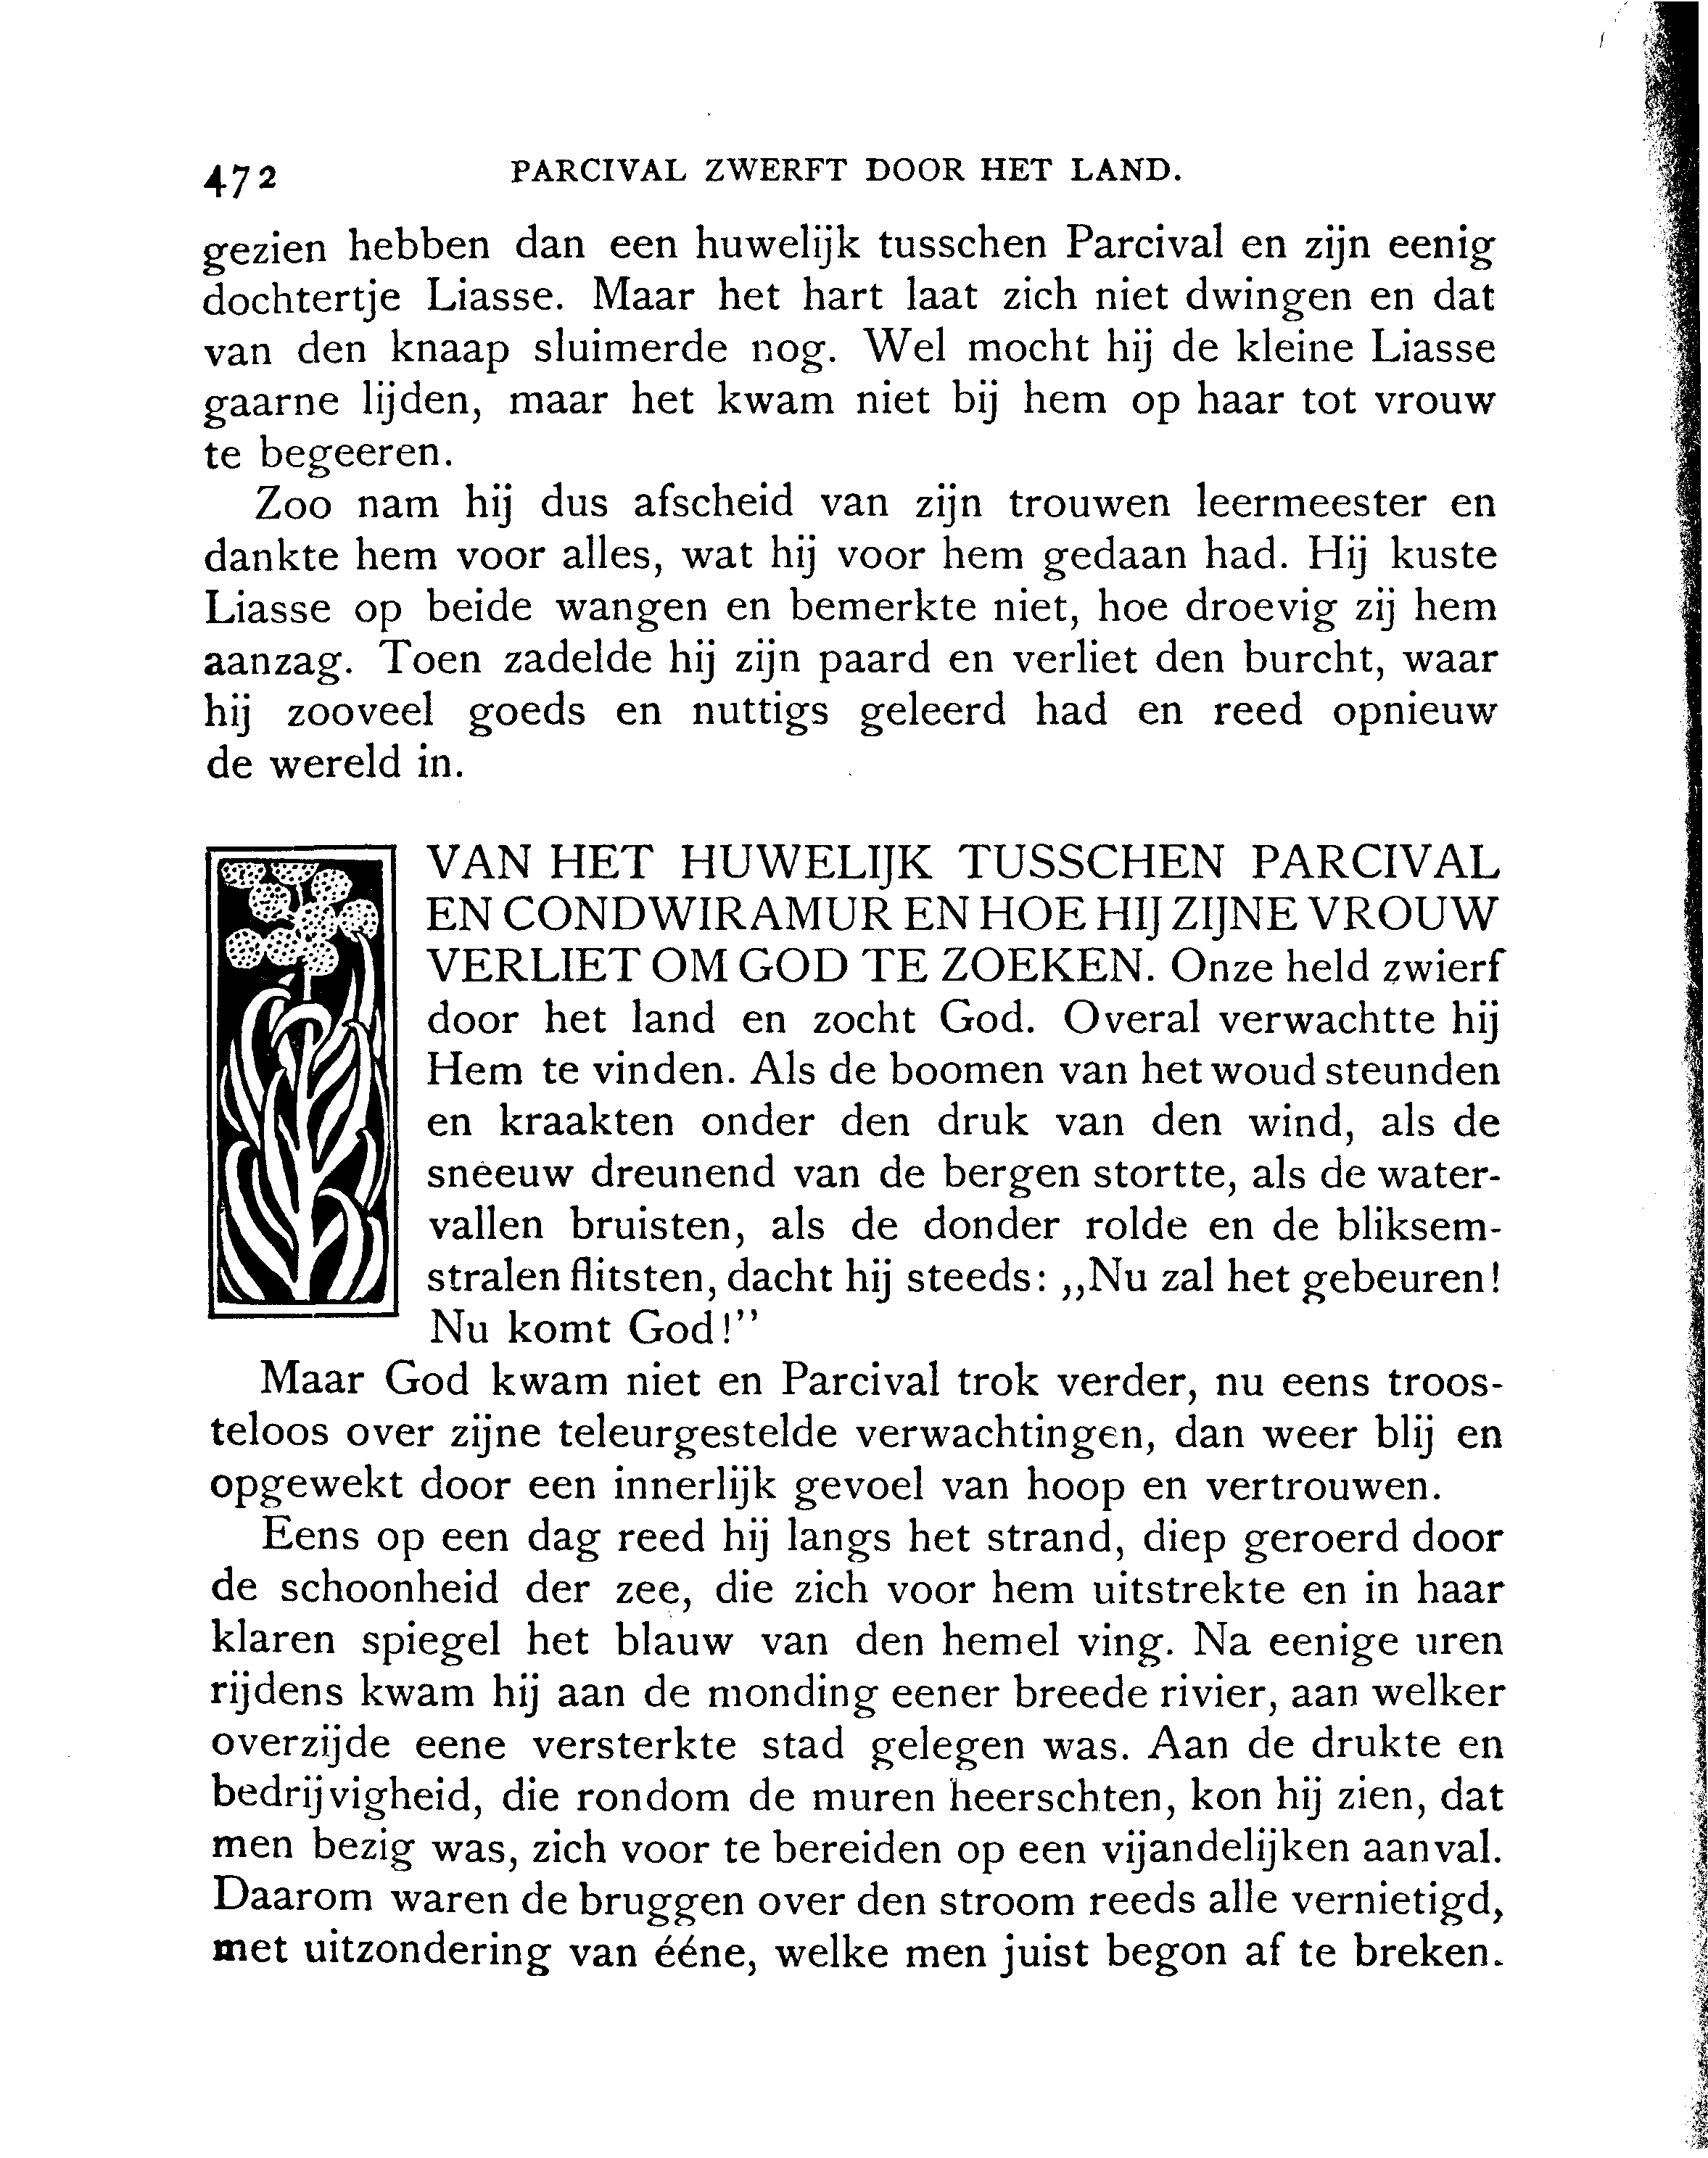 472 PARCIVAL ZWERFT DOOR HET LAND.
gezien hebben dan een huwelijk tusschen Parcival en zijn eenig
dochtertje Liasse. Maar het hart laat zich niet dwingen en dat
van den knaap sluimerde nog. Wel mocht hij de kleine Liasse
gaarne lijden, maar het kwam niet bij hem op haar tot vrouw
te begeeren.
Zoo nam hij dus afscheid van zijn trouwen leermeester en
dankte hem voor alles, wat hij voor hem gedaan had. Hij kuste
Liasse op beide wangen en bemerkte niet, hoe droevig zij hem
aanzag. Toen zadelde hij zijn paard en verliet den burcht, waar
hij zooveel goeds en nuttigs geleerd had en reed opnieuw
de wereld in.
VAN HET HUWELIJK TUSSCHEN PARCIVAL
EN CONDWIRAMUR EN HOE HIJ ZIJNE VROUW
VERLIET OM GOD TE ZOEKEN. Onze held zwierf
door het land en zocht God. Overal verwachtte hij
Hem te vinden. Als de boomen van het woud steunden
en kraakten onder den druk van den wind, als de
sneeuw dreunend van de bergen stortte, als de water-
vallen bruisten, als de donder rolde en de bliksem-
stralen flitsten, dacht hij steeds: „Nu zal het gebeuren!
Nu komt God!”
Maar God kwam niet en Parcival trok verder, nu eens troos-
teloos over zijne teleurgestelde verwachtingen, dan weer blij en
opgewekt door een innerlijk gevoel van hoop en vertrouwen.
Eens op een dag reed hij langs het strand, diep geroerd door
de schoonheid der zee, die zich voor hem uitstrekte en in haar
klaren spiegel het blauw van den hemel ving. Na eenige uren
rijdens kwam hij aan de monding eener breede rivier, aan welker
overzijde eene versterkte stad gelegen was. Aan de drukte en
bedrijvigheid, die rondom de muren heerschten, kon hij zien, dat
men bezig was, zich voor te bereiden op een vijandelijken aanval.
Daarom waren de bruggen over den stroom reeds alle vernietigd,
met uitzondering van ééne, welke men juist begon af te breken.